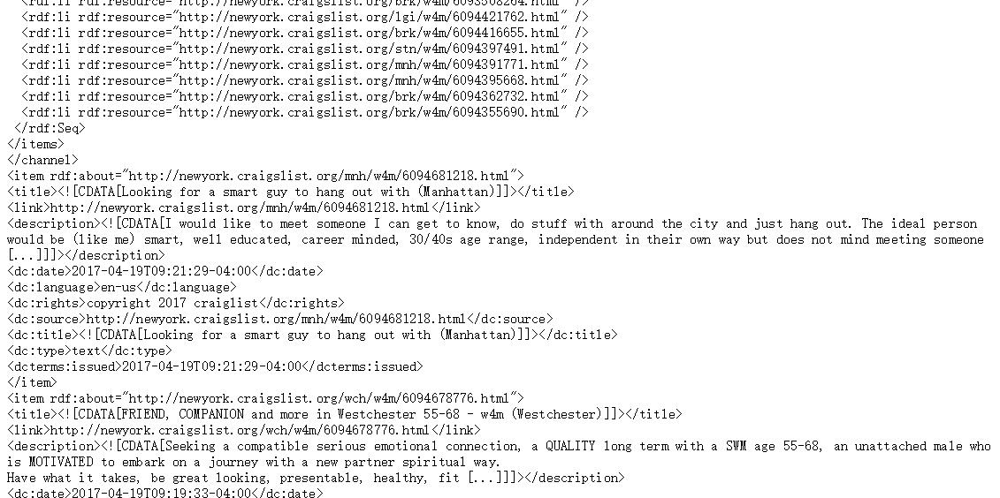 <rdf:li rdf:resource="http://newyork.craigslist.org/brk/w4m/6093508264.html" />
<rdf:li rdf:resource="http://newyork.craigslist.org/lgi/w4m/6094421762.html" />
<rdf:li rdf:resource="http://newyork.craigslist.org/brk/w4m/6094416655.html" />
<rdf:li rdf:resource="http://newyork.craigslist.org/stn/w4m/6094397491.html" />
<rdf:li rdf:resource="http://newyork.craigslist.org/mnh/w4m/6094391771.html" />
<rdf:li rdf:resource="http://newyork.craigslist.org/mnh/w4m/6094395668.html" />
<rdf:li rdf:resource="http://newyork.craigslist.org/brk/w4m/6094362732.html" />
<rdf:li rdf:resource="http://newyork.craigslist.org/brk/w4m/6094355690.html" />
</rdf:Seq>
</items>
</channel>
<item rdf:about="http://newyork.craigslist.org/mnh/w4m/6094681218.html">
<title><![CDATA[Looking for a smart guy to hang out with (Manhattan)]]></title>
<link>http://newyork.craigslist.org/mnh/w4m/6094681218.html</link>
<description><![CDATA[I would like to meet someone I can get to know, do stuff with around the city and just hang out. The ideal person
would be (like me) smart, well educated, career minded, 30/40s age range, independent in their own way but does not mind meeting someone
[...]]]></description>
<dc:date>2017-04-19T09:21:29-04:00</dc:date>
<dc:language>en-us</dc:language>
<dc:rights>copyright 2017 craiglist</dc:rights>
<dc:source>http://newyork.craigslist.org/mnh/w4m/6094681218.html</dc:source>
<dc:title><![CDATA[Looking for a smart guy to hang out with (Manhattan)]]></dc:title>
<dc:type>text</dc:type>
<dcterms:issued>2017-04-19T09:21:29-04:00</dcterms:issued>
</item>
<item rdf:about="http://newyork.craigslist.org/wch/w4m/6094678776.html">
<title><![CDATA[FRIEND, COMPANION and more in Westchester 55-68 - w4m (Westchester)]]></title>
<link>http://newyork.craigslist.org/wch/w4m/6094678776.html</link>
<description><![CDATA[Seeking a compatible serious emotional connection, a QUALITY long term with a SWM age 55-68, an unattached male who
is MOTIVATED to embark on a journey with a new partner spiritual way.
Have what it takes, be great looking, presentable, healthy, fit [...]]]></description>
<dc:date>2017-04-19T09:19:33-04:00</dc:date>